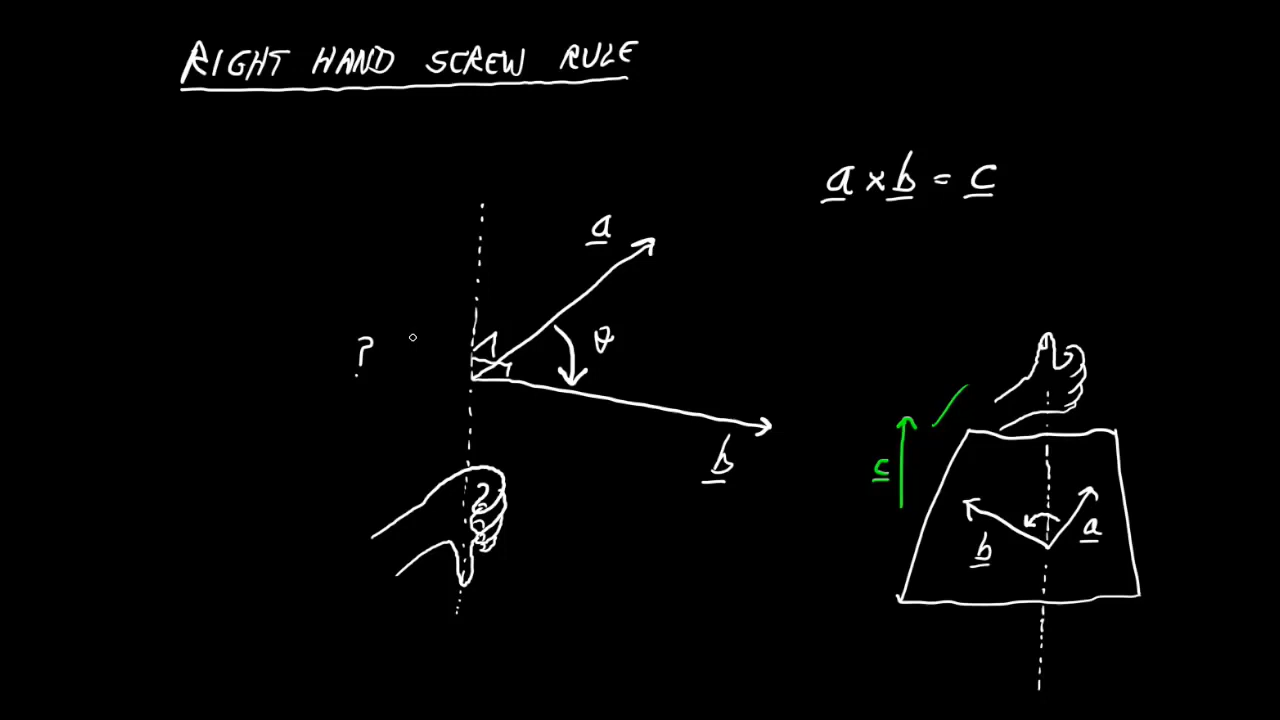 RIGHT HAND SCREW RULE
a × b = c
a
?
θ
b
c
b
a